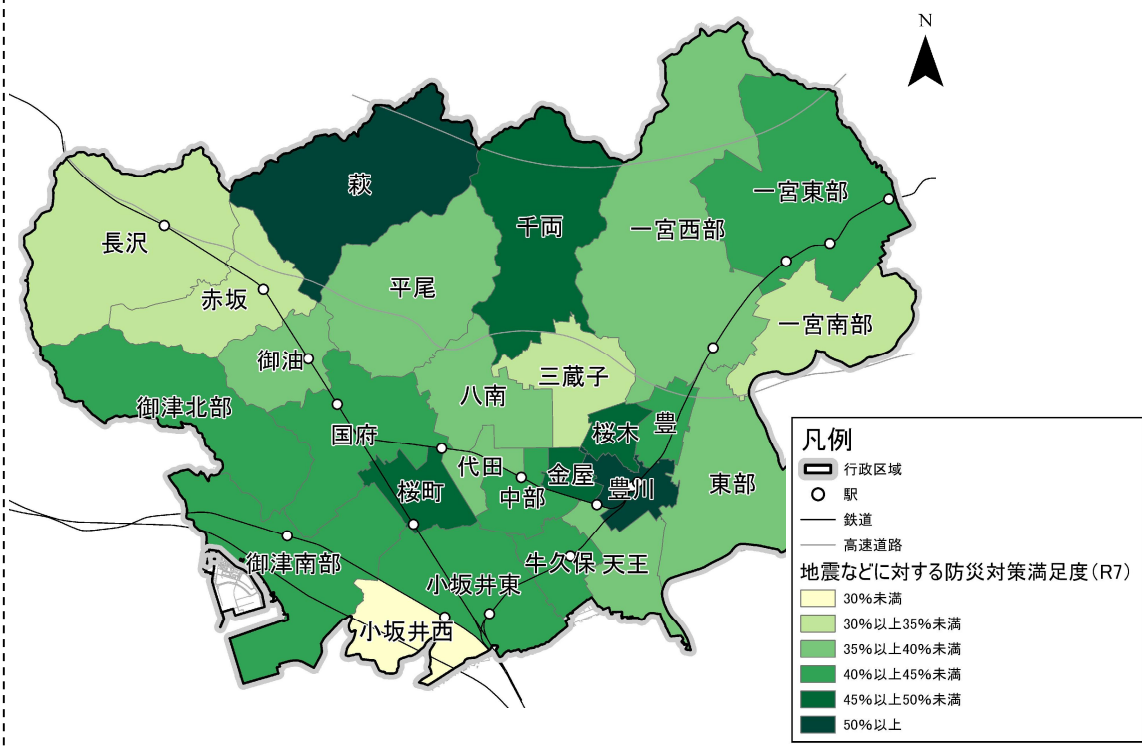 N
萩
一宮東部
千両
一宮西部
長沢
平尾
赤坂
一宮南部
御油
三蔵子
八南
御津北部
国府
桜木
豊
代田
金屋
桜町
中部
豊川
東部
御津南部
牛久保
天王
小坂井東
小坂井西
凡例
行政区域
駅
鉄道
高速道路
地震などに対する防災対策満足度(R7)
30%未満
30%以上35%未満
35%以上40%未満
40%以上45%未満
45%以上50%未満
50%以上